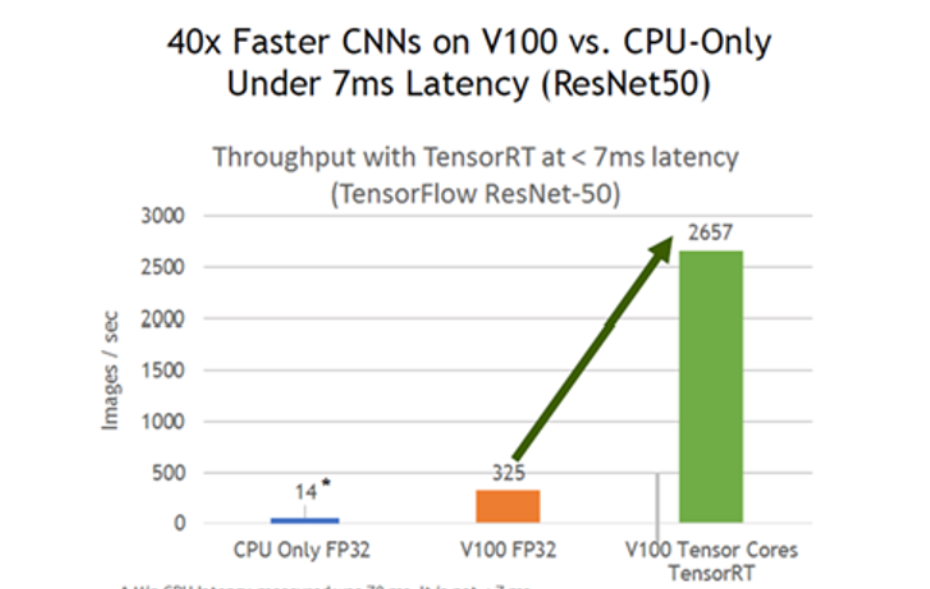 40x Faster CNNs on V100 vs. CPU-Only
Under 7ms Latency (ResNet50)
Throughput with TensorRT at < 7ms latency
(TensorFlow ResNet-50)
Images / sec
3000
2500
2000
1500
1000
500
0
14 *
325
2657
CPU Only FP32
V100 FP32
V100 Tensor Cores
TensorRT